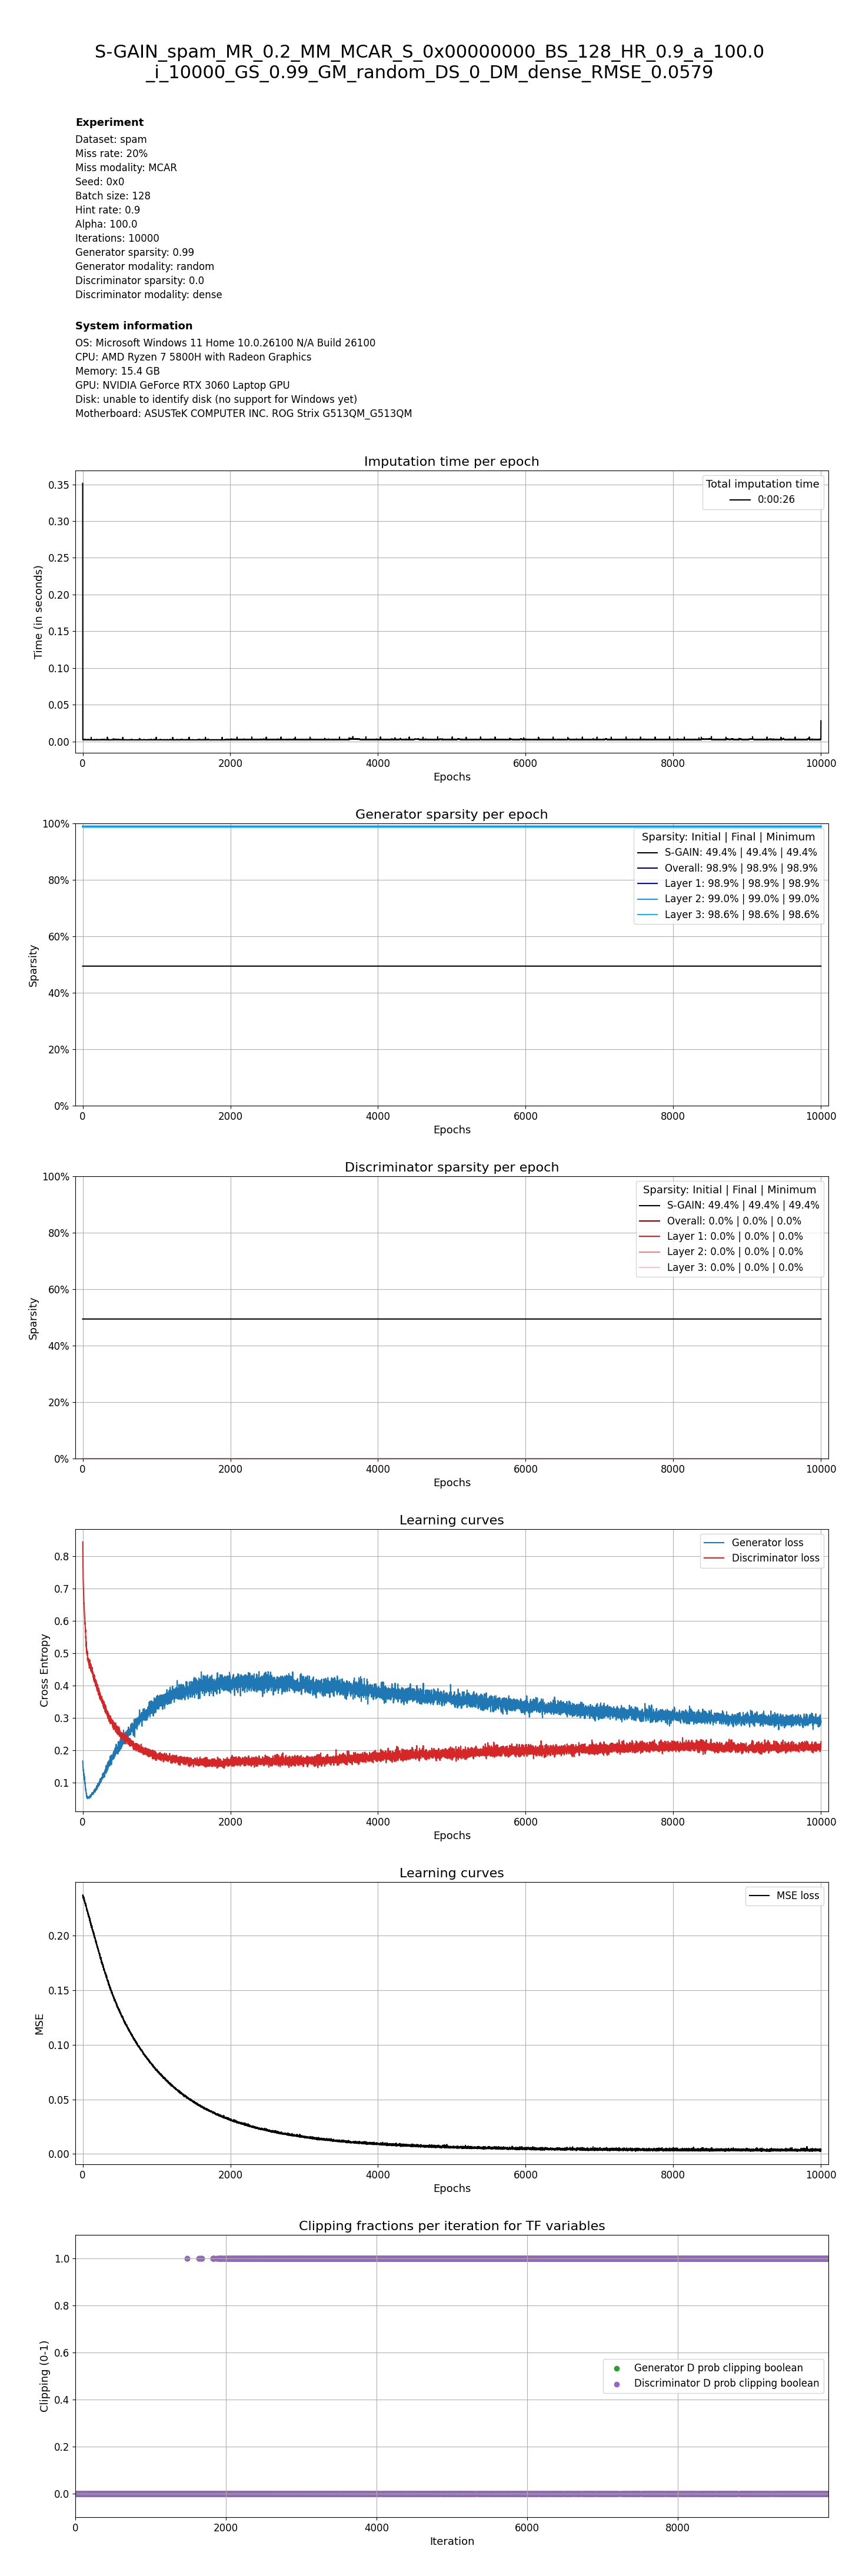 S-GAIN_spam_MR_0.2_MM_MCAR_S_0x00000000_BS_128_HR_0.9_a_100.0
_i_10000_GS_0.99_GM_random_DS_0_DM_dense_RMSE_0.0579
Experiment
Dataset: spam
Miss rate: 20%
Miss modality: MCAR
Seed: 0x0
Batch size: 128
Hint rate: 0.9
Alpha: 100.0
Iterations: 10000
Generator sparsity: 0.99
Generator modality: random
Discriminator sparsity: 0.0
Discriminator modality: dense
System information
OS: Microsoft Windows 11 Home 10.0.26100 N/A Build 26100
CPU: AMD Ryzen 7 5800H with Radeon Graphics
Memory: 15.4 GB
GPU: NVIDIA GeForce RTX 3060 Laptop GPU
Disk: unable to identify disk (no support for Windows yet)
Motherboard: ASUSTeK COMPUTER INC. ROG Strix G513QM_G513QM
Imputation time per epoch
Time (in seconds)
0.35
0.30
0.25
0.20
0.15
0.10
0.05
0.00
Total imputation time
0:00:26
0 2000 4000 6000 8000 10000
Epochs
Generator sparsity per epoch
Sparsity
100%
80%
60%
40%
20%
0%
Sparsity: Initial | Final | Minimum
S-GAIN: 49.4% | 49.4% | 49.4%
Overall: 98.9% | 98.9% | 98.9%
Layer 1: 98.9% | 98.9% | 98.9%
Layer 2: 99.0% | 99.0% | 99.0%
Layer 3: 98.6% | 98.6% | 98.6%
0 2000 4000 6000 8000 10000
Epochs
Discriminator sparsity per epoch
Sparsity
100%
80%
60%
40%
20%
0%
Sparsity: Initial | Final | Minimum
S-GAIN: 49.4% | 49.4% | 49.4%
Overall: 0.0% | 0.0% | 0.0%
Layer 1: 0.0% | 0.0% | 0.0%
Layer 2: 0.0% | 0.0% | 0.0%
Layer 3: 0.0% | 0.0% | 0.0%
0 2000 4000 6000 8000 10000
Epochs
Learning curves
Cross Entropy
0.8
0.7
0.6
0.5
0.4
0.3
0.2
0.1
Generator loss
Discriminator loss
0 2000 4000 6000 8000 10000
Epochs
Learning curves
MSE
0.20
0.15
0.10
0.05
0.00
MSE loss
0 2000 4000 6000 8000 10000
Epochs
Clipping fractions per iteration for TF variables
Clipping (0-1)
1.0
0.8
0.6
0.4
0.2
0.0
Generator D prob clipping boolean
Discriminator D prob clipping boolean
0 2000 4000 6000 8000
Iteration